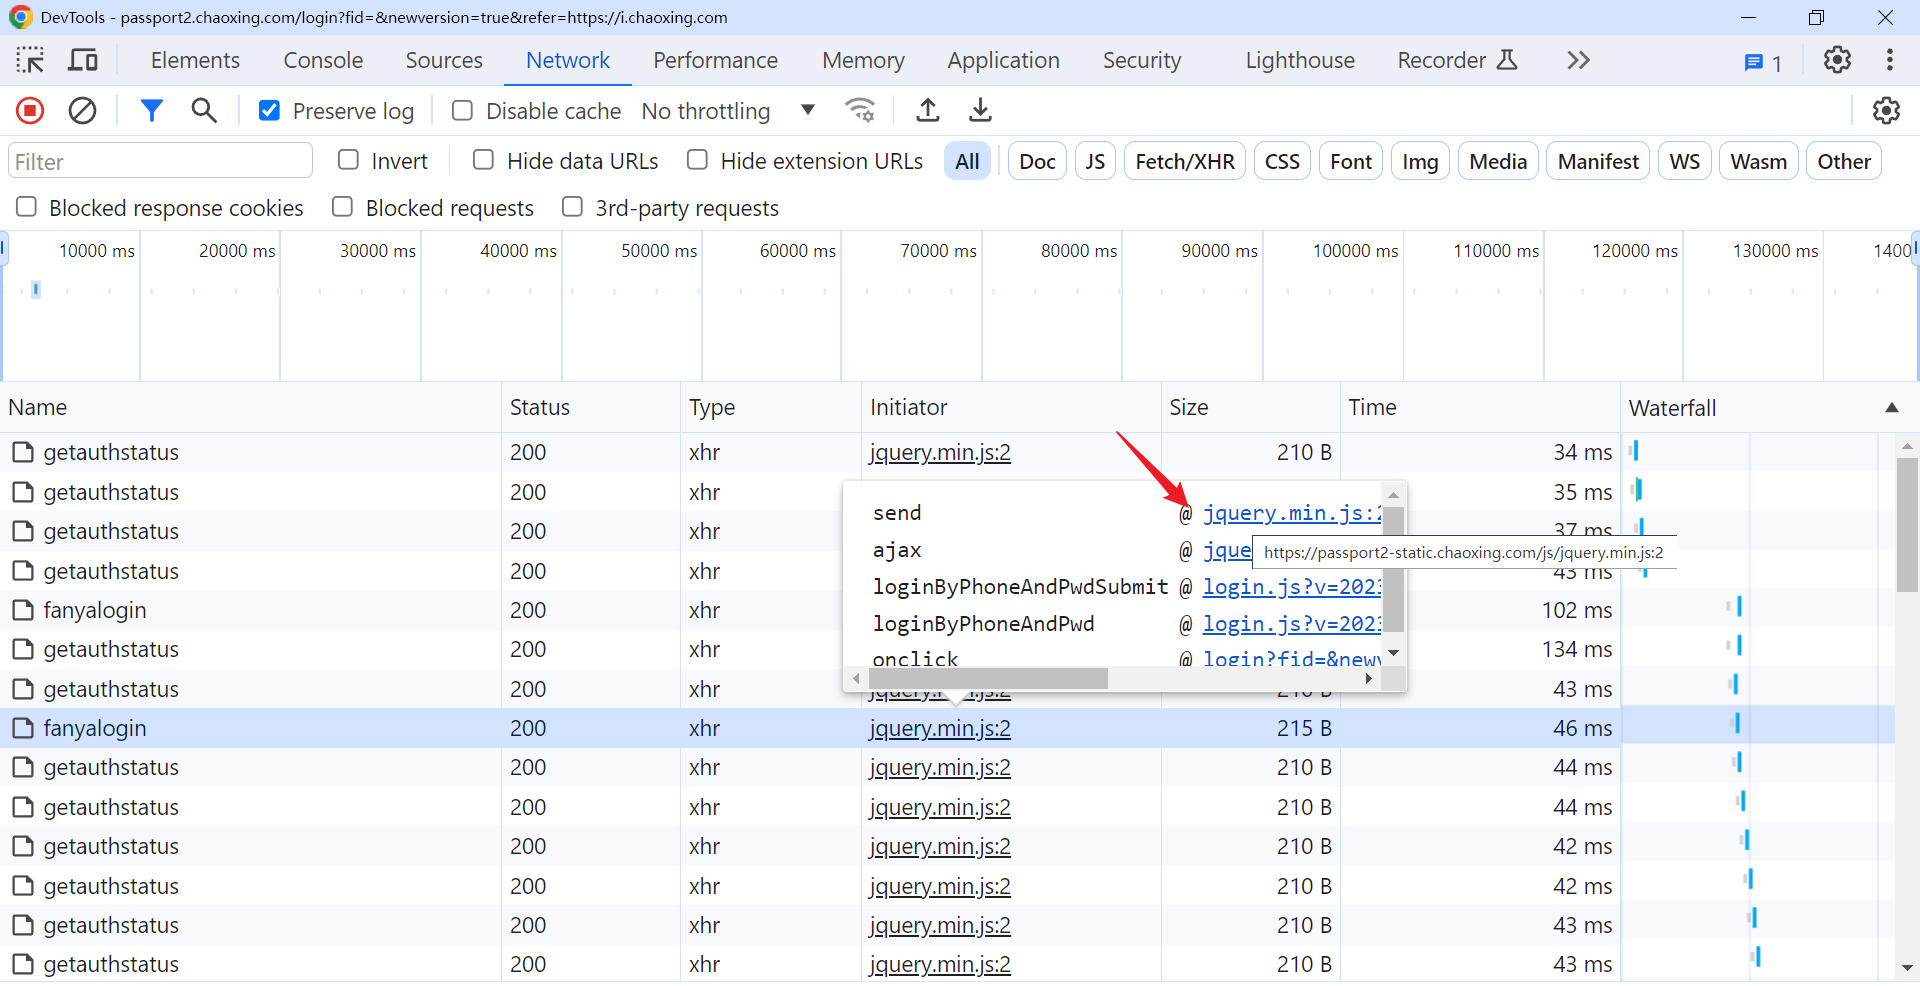 DevTools - passport2.chaoxing.com/login?fid=&newversion=true&refer=https://i.chaoxing.com
Elements Console Sources Network Performance Memory Application Security Lighthouse Recorder 1
Preserve log Disable cache No throttling
Filter Invert Hide data URLs Hide extension URLs All Doc JS Fetch/XHR CSS Font Img Media Manifest WS Wasm Other
Blocked response cookies Blocked requests 3rd-party requests
10000 ms 20000 ms 30000 ms 40000 ms 50000 ms 60000 ms 70000 ms 80000 ms 90000 ms 100000 ms 110000 ms 120000 ms 130000 ms 1400
Name Status Type Initiator Size Time Waterfall
getauthstatus 200 xhr jquery.min.js:2 210 B 34 ms
getauthstatus 200 xhr 35 ms
send @ jquery.min.js:2
getauthstatus 200 xhr 37 ms
ajax @ jque
https://passport2-static.chaoxing.com/js/jquery.min.js:2
getauthstatus 200 xhr 43 ms
loginByPhoneAndPwdSubmit @ login.js?v=2023
fanyalogin 200 xhr 102 ms
loginByPhoneAndPwd @ login.js?v=2023
getauthstatus 200 xhr 134 ms
onclick @ login?fid=&newv
getauthstatus 200 xhr jquery.min.js:2 210 B 43 ms
fanyalogin 200 xhr jquery.min.js:2 215 B 46 ms
getauthstatus 200 xhr jquery.min.js:2 210 B 44 ms
getauthstatus 200 xhr jquery.min.js:2 210 B 44 ms
getauthstatus 200 xhr jquery.min.js:2 210 B 42 ms
getauthstatus 200 xhr jquery.min.js:2 210 B 42 ms
getauthstatus 200 xhr jquery.min.js:2 210 B 43 ms
getauthstatus 200 xhr jquery.min.js:2 210 B 43 ms